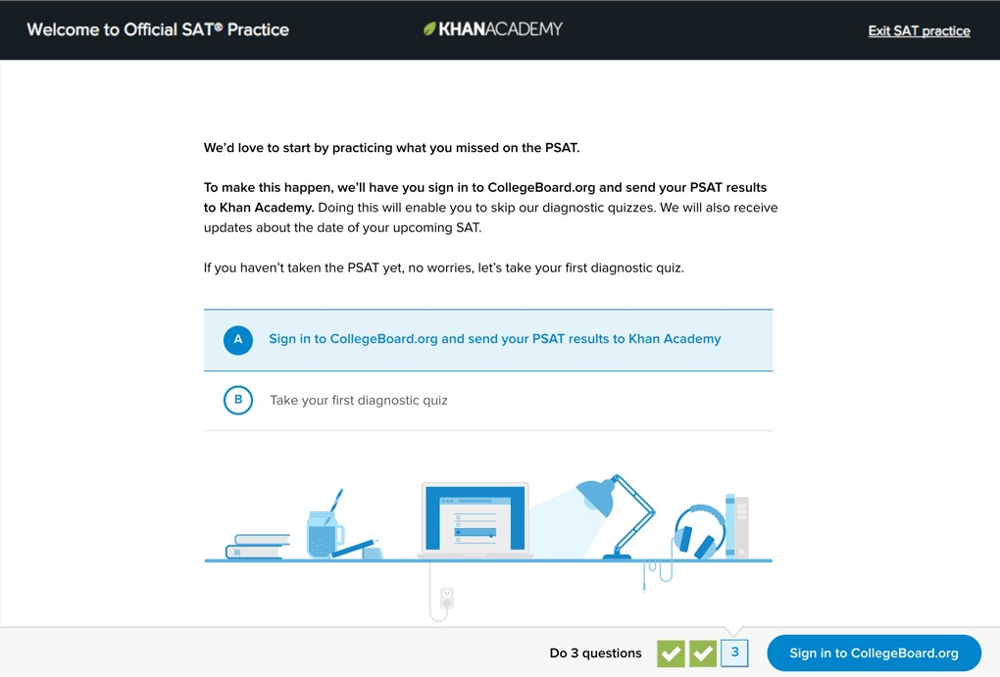 Welcome to Official SAT® Practice
KHANACADEMY
Exit SAT practice
We’d love to start by practicing what you missed on the PSAT.
To make this happen, we’ll have you sign in to CollegeBoard.org and send your PSAT results
to Khan Academy. Doing this will enable you to skip our diagnostic quizzes. We will also receive
updates about the date of your upcoming SAT.
If you haven’t taken the PSAT yet, no worries, let’s take your first diagnostic quiz.
A Sign in to CollegeBoard.org and send your PSAT results to Khan Academy
B Take your first diagnostic quiz
Do 3 questions 3 Sign in to CollegeBoard.org